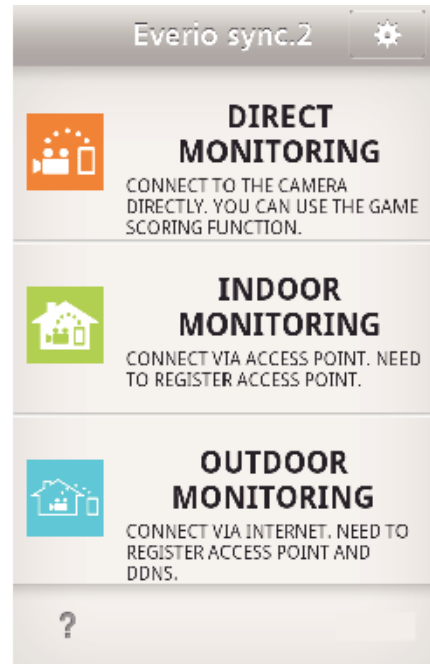 Everio sync.2
DIRECT
MONITORING
CONNECT TO THE CAMERA
DIRECTLY. YOU CAN USE THE GAME
SCORING FUNCTION.
INDOOR
MONITORING
CONNECT VIA ACCESS POINT. NEED
TO REGISTER ACCESS POINT.
OUTDOOR
MONITORING
CONNECT VIA INTERNET. NEED TO
REGISTER ACCESS POINT AND
DDNS.
?